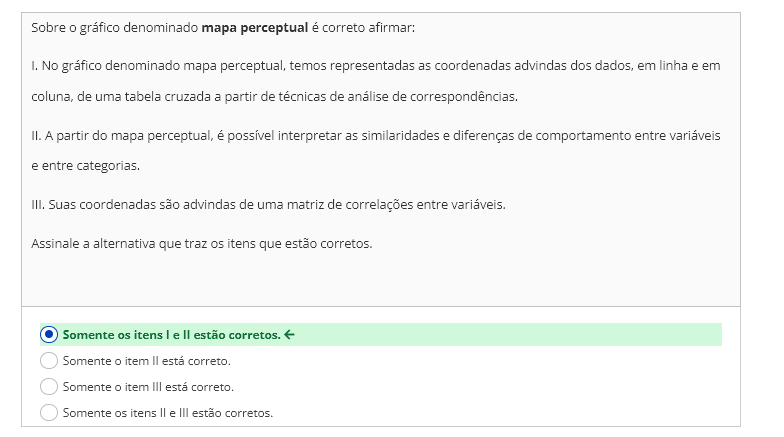 Sobre o gráfico denominado mapa perceptual é correto afirmar:
I. No gráfico denominado mapa perceptual, temos representadas as coordenadas advindas dos dados, em linha e em
coluna, de uma tabela cruzada a partir de técnicas de análise de correspondências.
II. A partir do mapa perceptual, é possível interpretar as similaridades e diferenças de comportamento entre variáveis
e entre categorias.
III. Suas coordenadas são advindas de uma matriz de correlações entre variáveis.
Assinale a alternativa que traz os itens que estão corretos.
Somente os itens I e II estão corretos. ←
Somente o item II está correto.
Somente o item III está correto.
Somente os itens II e III estão corretos.